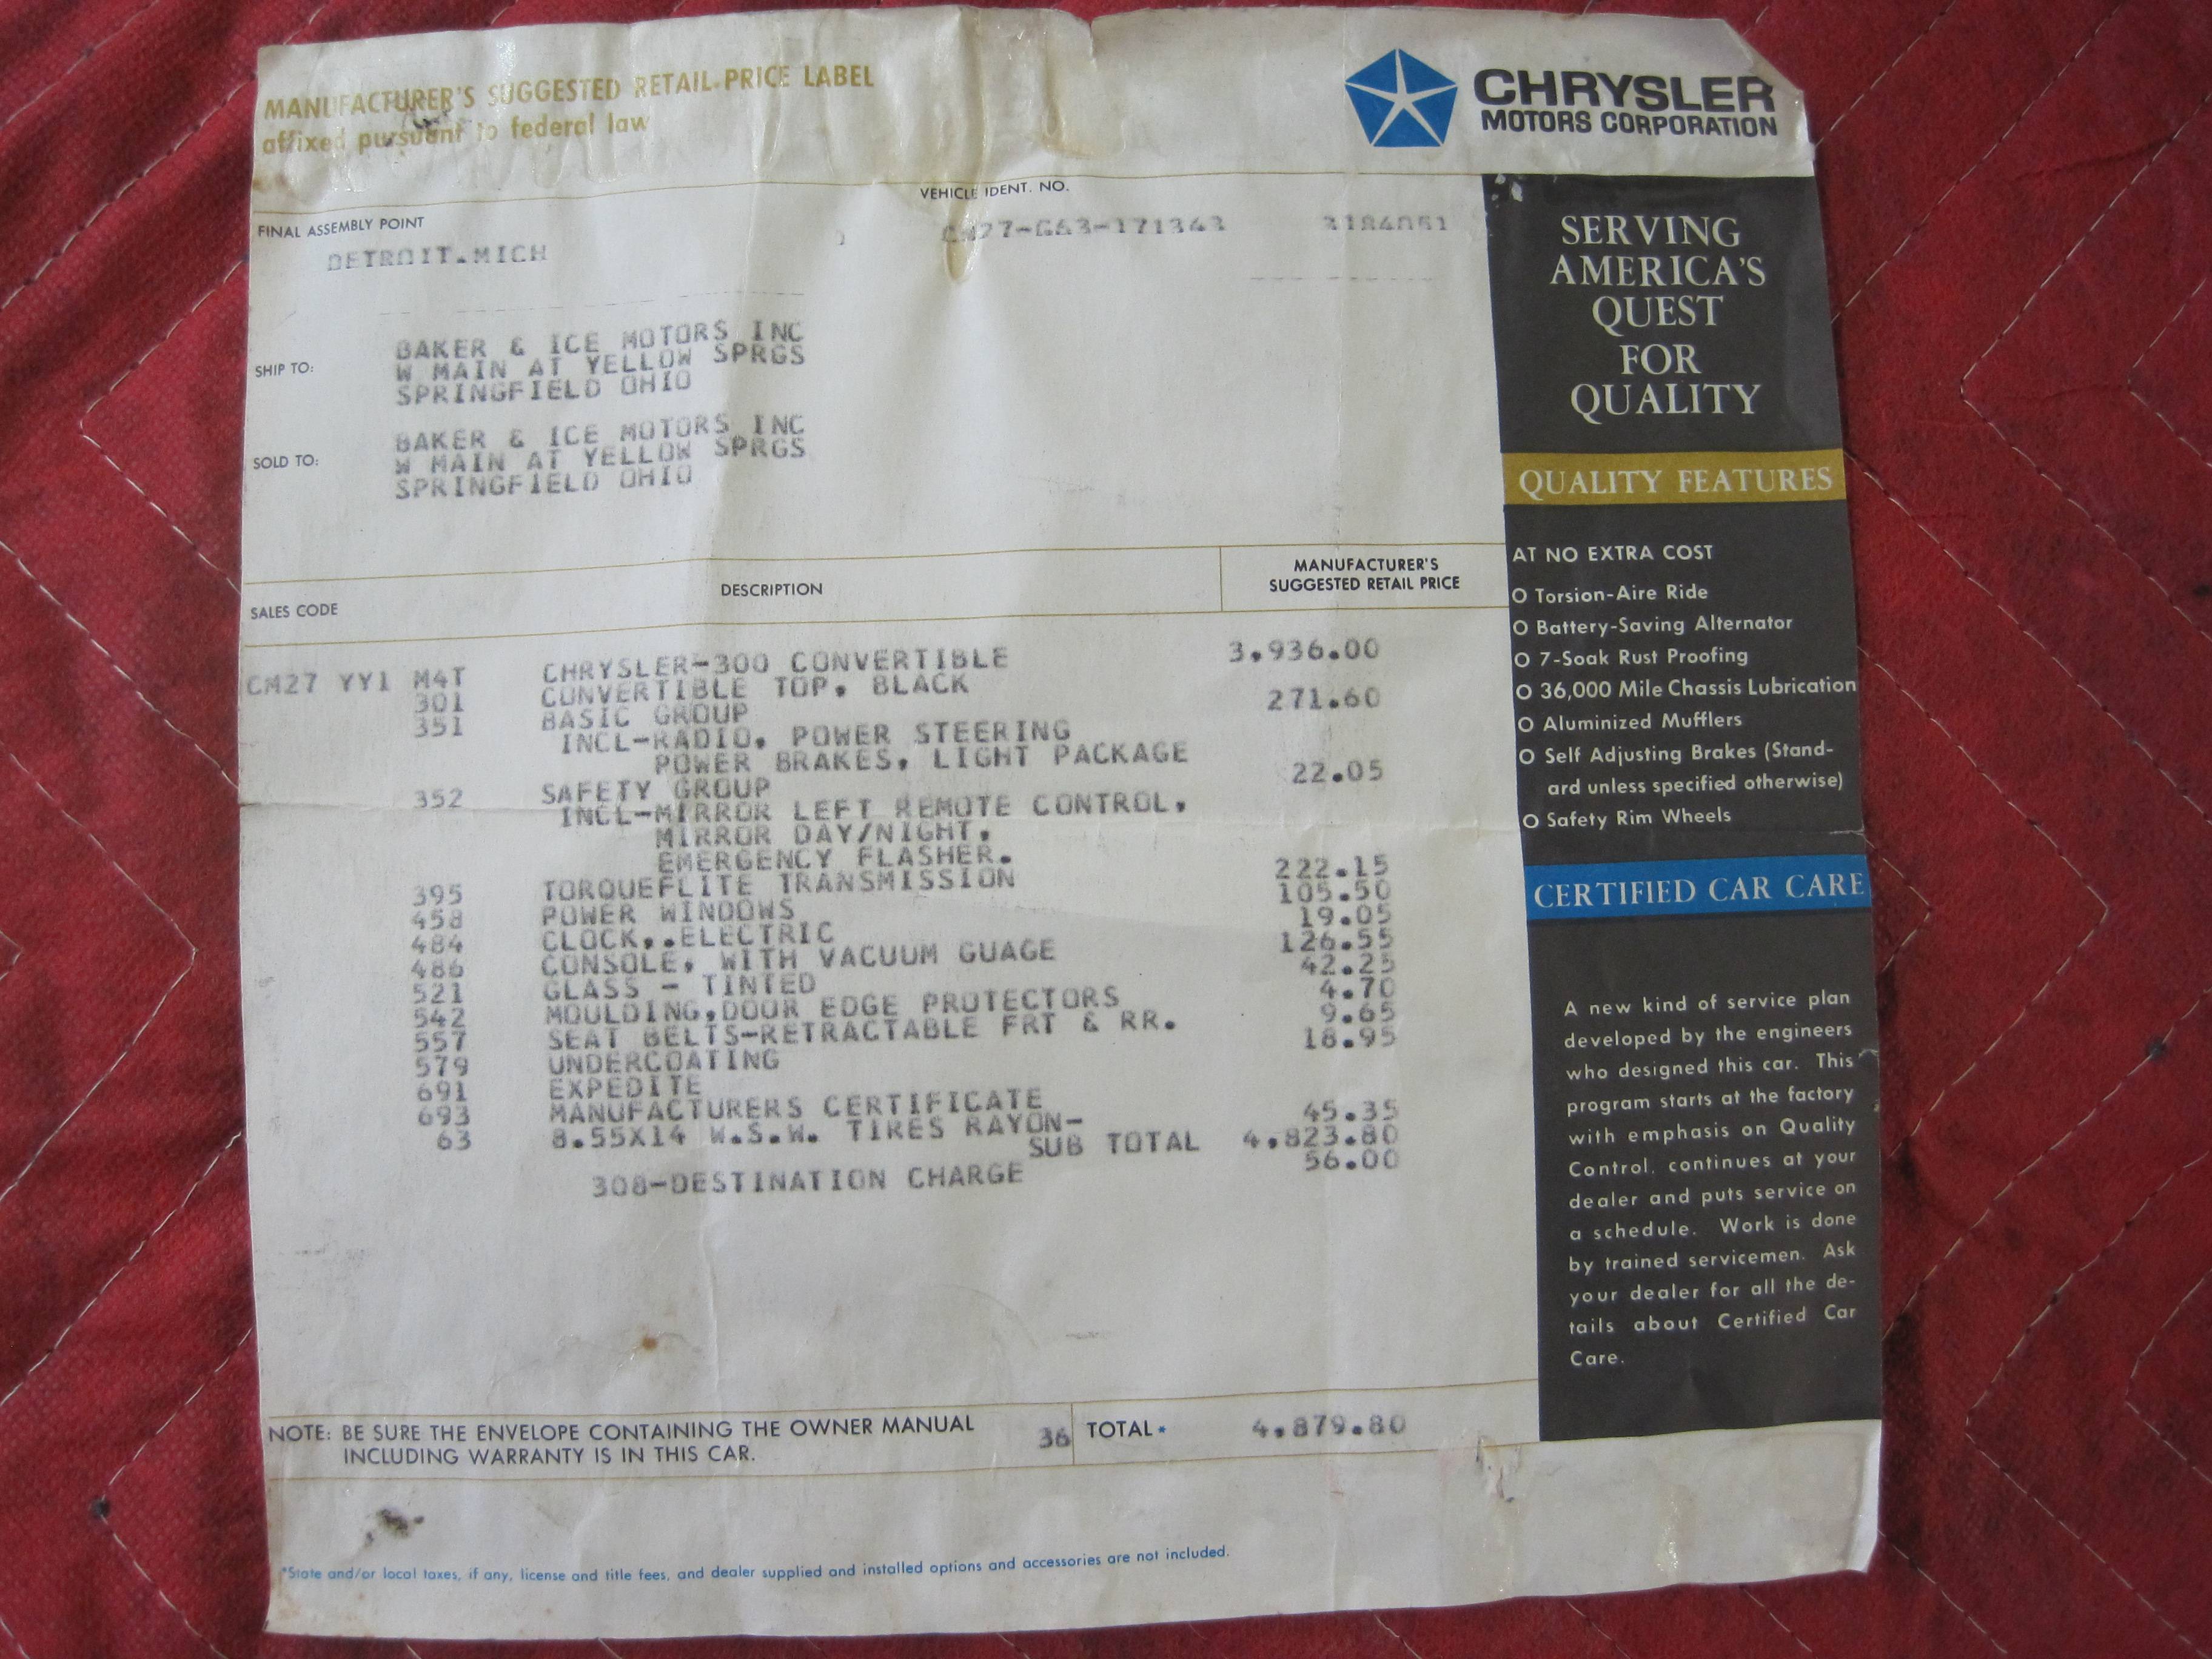 MANUFACTURER'S SUGGESTED RETAIL PRICE LABEL
affixed pursuant to federal law
CHRYSLER
MOTORS CORPORATION
VEHICLE IDENT. NO.
FINAL ASSEMBLY POINT
DETROIT.MICH
CM27-G63-171343 3184051
SHIP TO:
BAKER & ICE MOTORS INC
W MAIN AT YELLOW SPRGS
SPRINGFIELD OHIO
SOLD TO:
BAKER & ICE MOTORS INC
W MAIN AT YELLOW SPRGS
SPRINGFIELD OHIO
SALES CODE DESCRIPTION MANUFACTURER'S
SUGGESTED RETAIL PRICE
CM27 YY1 M4T CHRYSLER-300 CONVERTIBLE 3,936.00
301 CONVERTIBLE TOP, BLACK
351 BASIC GROUP 271.60
INCL-RADIO, POWER STEERING
POWER BRAKES, LIGHT PACKAGE
352 SAFETY GROUP 22.05
INCL-MIRROR LEFT REMOTE CONTROL,
MIRROR DAY/NIGHT,
EMERGENCY FLASHER.
395 TORQUEFLITE TRANSMISSION 222.15
458 POWER WINDOWS 105.50
484 CLOCK,.ELECTRIC 19.05
486 CONSOLE, WITH VACUUM GUAGE 126.55
521 GLASS - TINTED 42.25
542 MOULDING,DOOR EDGE PROTECTORS 4.70
557 SEAT BELTS-RETRACTABLE FRT & RR. 9.65
579 UNDERCOATING 18.95
691 EXPEDITE
693 MANUFACTURERS CERTIFICATE
63 8.55X14 W.S.W. TIRES RAYON- 45.35
SUB TOTAL 4,823.80
308-DESTINATION CHARGE 56.00
NOTE: BE SURE THE ENVELOPE CONTAINING THE OWNER MANUAL
INCLUDING WARRANTY IS IN THIS CAR.
36 TOTAL* 4,879.80
*State and/or local taxes, if any, license and title fees, and dealer supplied and installed options and accessories are not included.
SERVING
AMERICA'S
QUEST
FOR
QUALITY
QUALITY FEATURES
AT NO EXTRA COST
O Torsion-Aire Ride
O Battery-Saving Alternator
O 7-Soak Rust Proofing
O 36,000 Mile Chassis Lubrication
O Aluminized Mufflers
O Self Adjusting Brakes (Stand-
ard unless specified otherwise)
O Safety Rim Wheels
CERTIFIED CAR CARE
A new kind of service plan
developed by the engineers
who designed this car. This
program starts at the factory
with emphasis on Quality
Control, continues at your
dealer and puts service on
a schedule. Work is done
by trained servicemen. Ask
your dealer for all the de-
tails about Certified Car
Care.